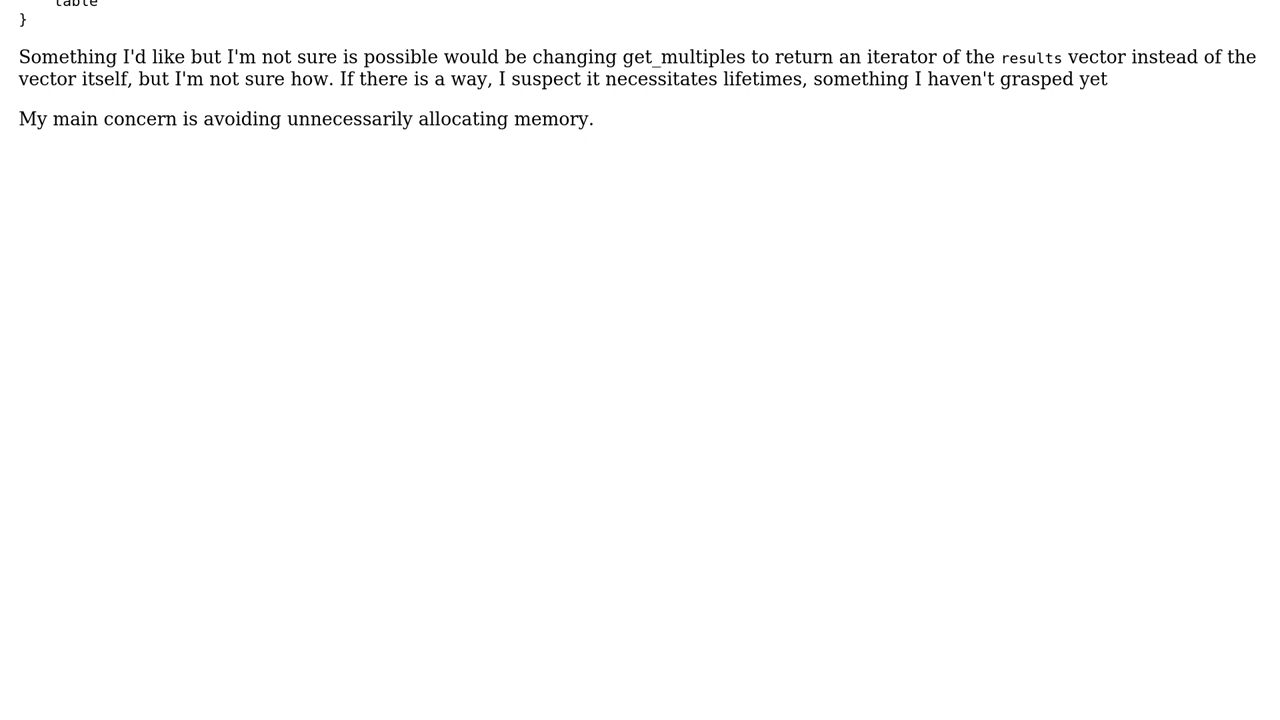 table
}
Something I'd like but I'm not sure is possible would be changing get_multiples to return an iterator of the results vector instead of the
vector itself, but I'm not sure how. If there is a way, I suspect it necessitates lifetimes, something I haven't grasped yet
My main concern is avoiding unnecessarily allocating memory.